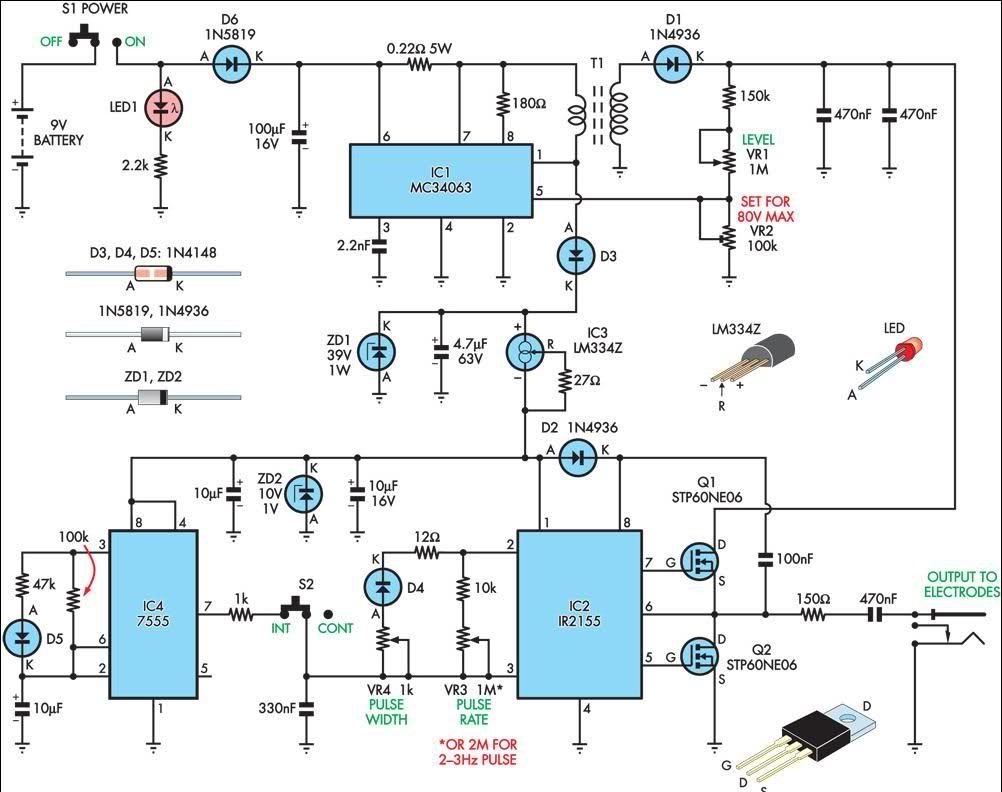 S1 POWER
OFF
ON
D6
1N5819
A
K
D1
1N4936
A
K
0.22Ω 5W
T1
A
LED1
λ
K
+
9V
BATTERY
−
2.2k
100µF
16V
+
−
180Ω
150k
470nF
470nF
LEVEL
VR1
1M
6
7
8
IC1
MC34063
1
5
3
4
2
SET FOR
80V MAX
VR2
100k
2.2nF
A
D3
K
D3, D4, D5: 1N4148
A
K
1N5819, 1N4936
A
K
ZD1, ZD2
A
K
K
ZD1
39V
1W
A
+
4.7µF
63V
−
+
IC3
LM334Z
R
−
27Ω
LM334Z
−
+
R
LED
K
A
D2 1N4936
A
K
10µF
+
−
ZD2
10V
1V
K
A
+
10µF
16V
−
Q1
STP60NE06
100k
8
4
3
47k
A
D5
K
IC4
7555
7
6
2
5
1
+
10µF
−
1k
S2
INT
CONT
330nF
12Ω
K
D4
A
10k
VR4 1k
PULSE
WIDTH
VR3 1M*
PULSE
RATE
*OR 2M FOR
2–3Hz PULSE
1
8
2
IC2
IR2155
7
6
5
3
4
G
D
S
100nF
G
D
S
Q2
STP60NE06
150Ω
470nF
OUTPUT TO
ELECTRODES
G
D
S
D